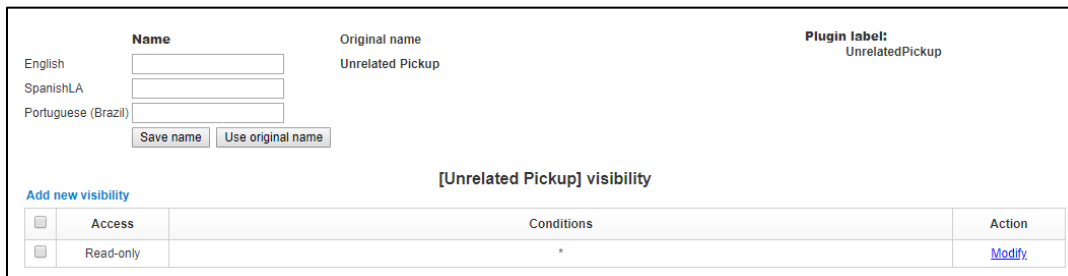 Name Original name Plugin label:
UnrelatedPickup
English Unrelated Pickup
SpanishLA
Portuguese (Brazil)
Save name Use original name
[Unrelated Pickup] visibility
Add new visibility
Access Conditions Action
Read-only * Modify